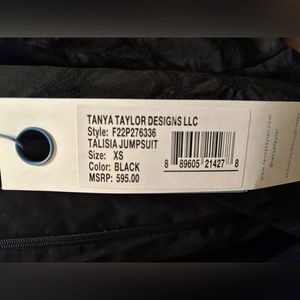 TANYA TAYLOR DESIGNS LLC
Style: F22P276336
TALISIA JUMPSUIT
Size: XS
Color: BLACK
MSRP: 595.00
8 89605 21427 8